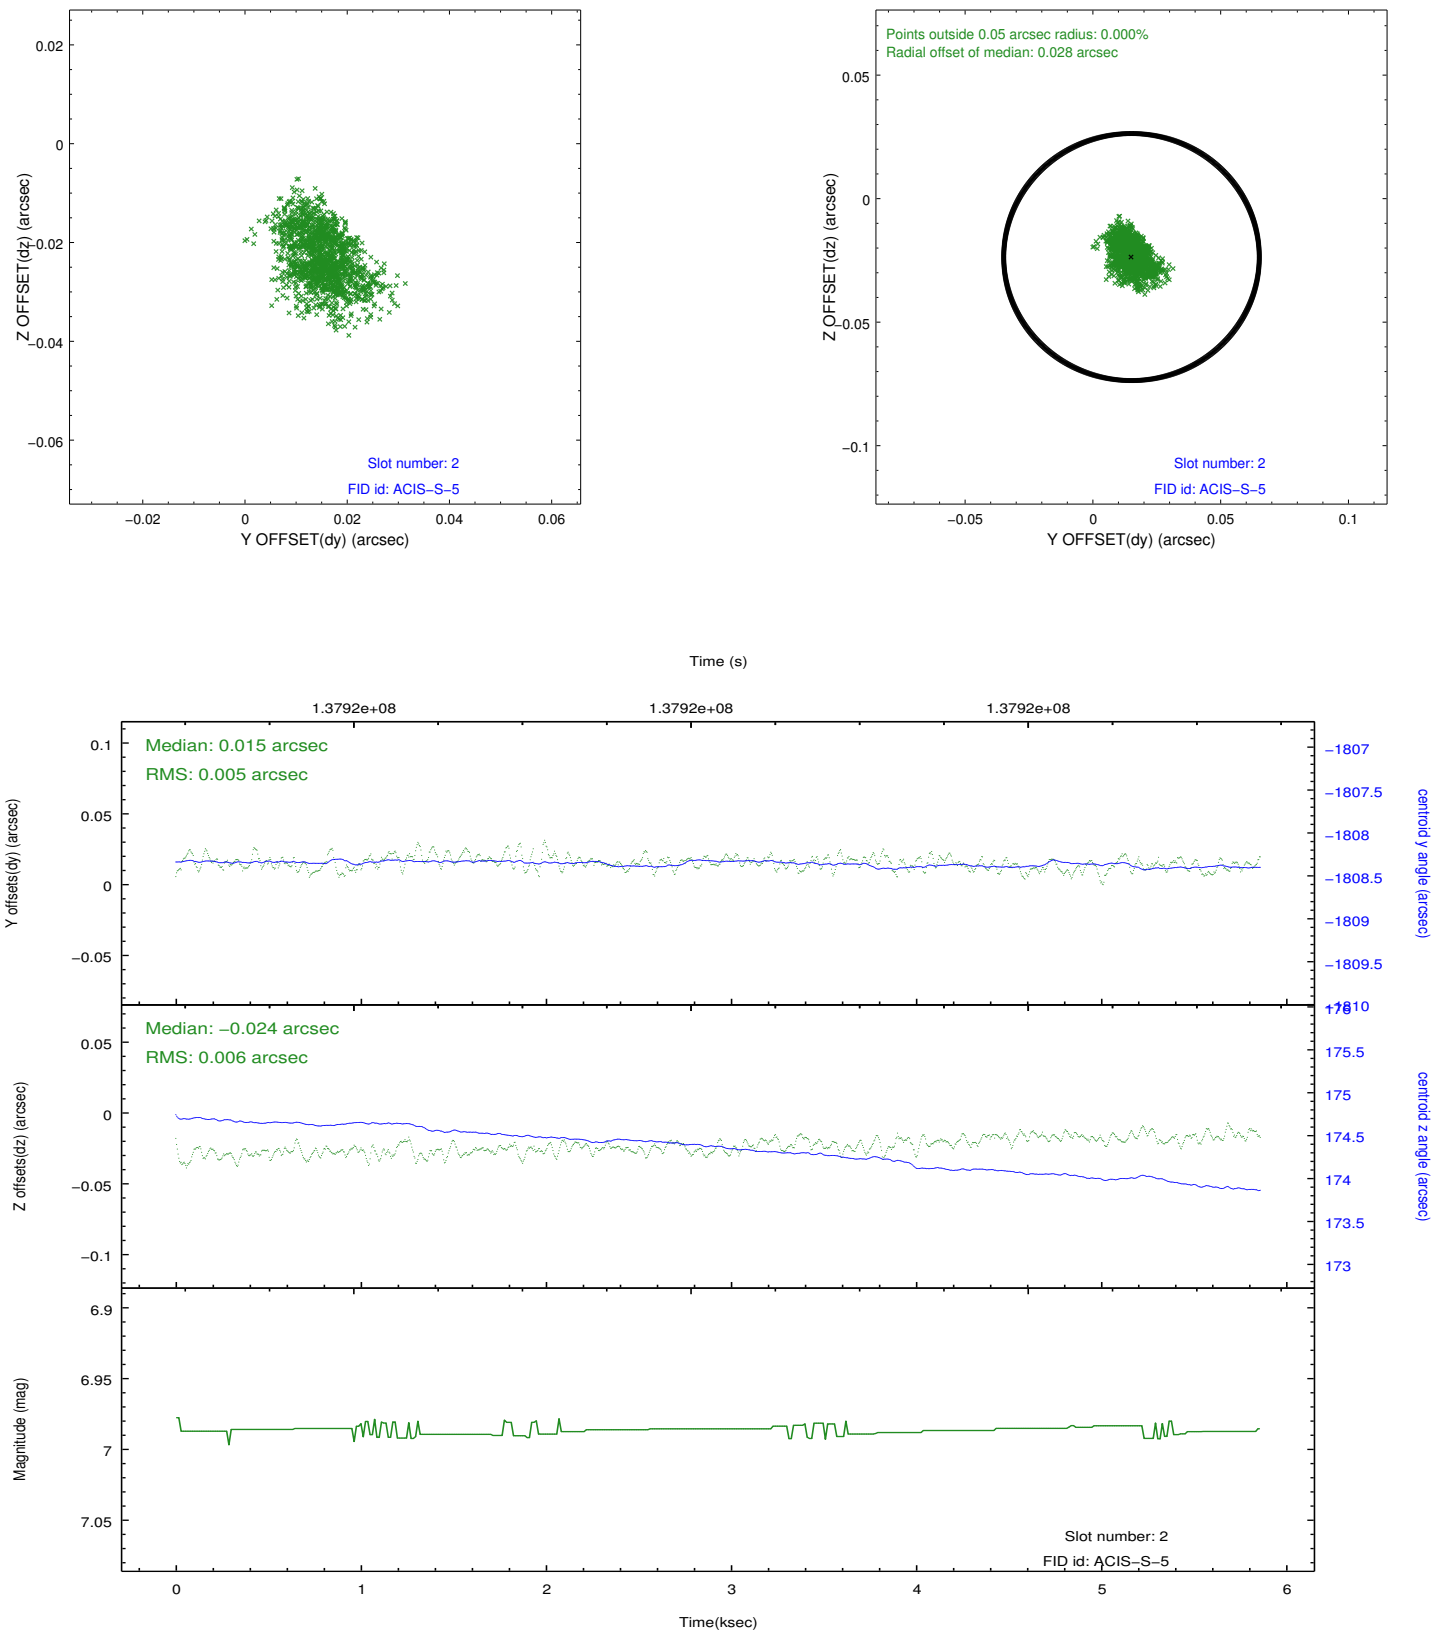 0.02
0
−0.02
−0.04
−0.06
Z OFFSET(dz) (arcsec)
Slot number: 2
FID id: ACIS−S−5
−0.02
0
0.02
0.04
0.06
Y OFFSET(dy) (arcsec)
Points outside 0.05 arcsec radius: 0.000%
Radial offset of median: 0.028 arcsec
0.05
0
−0.05
−0.1
Z OFFSET(dz) (arcsec)
Slot number: 2
FID id: ACIS−S−5
−0.05
0
0.05
0.1
Y OFFSET(dy) (arcsec)
Time (s)
1.3792e+08
1.3792e+08
1.3792e+08
Median: 0.015 arcsec
RMS: 0.005 arcsec
0.1
0.05
0
−0.05
Y offsets(dy) (arcsec)
−1807
−1807.5
−1808
−1808.5
−1809
−1809.5
−1810
centroid y angle (arcsec)
Median: −0.024 arcsec
RMS: 0.006 arcsec
0.05
0
−0.05
−0.1
Z offsets(dz) (arcsec)
176
175.5
175
174.5
174
173.5
173
centroid z angle (arcsec)
6.9
6.95
7
7.05
Magnitude (mag)
Slot number: 2
FID id: ACIS−S−5
0
1
2
3
4
5
6
Time(ksec)